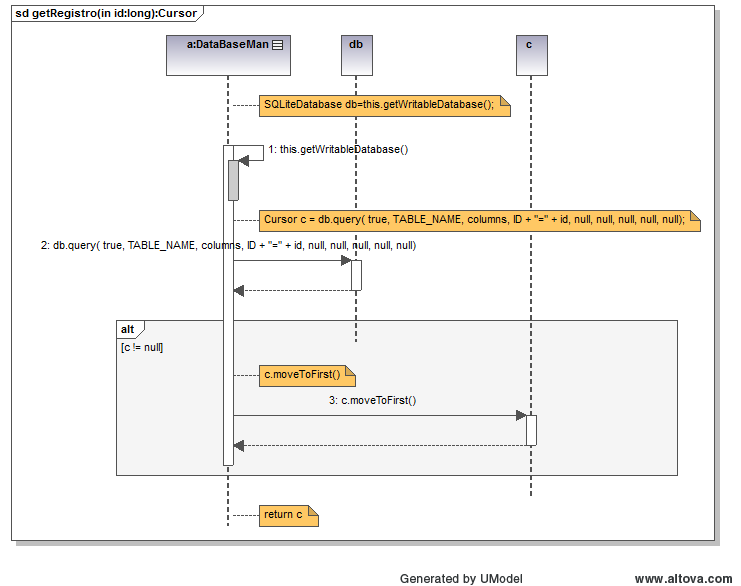 sd getRegistro(in id:long):Cursor
a:DataBaseMan
db
c
SQLiteDatabase db=this.getWritableDatabase();
1: this.getWritableDatabase()
Cursor c = db.query( true, TABLE_NAME, columns, ID + "=" + id, null, null, null, null, null);
2: db.query( true, TABLE_NAME, columns, ID + "=" + id, null, null, null, null, null)
alt
[c != null]
c.moveToFirst()
3: c.moveToFirst()
return c
Generated by UModel
www.altova.com